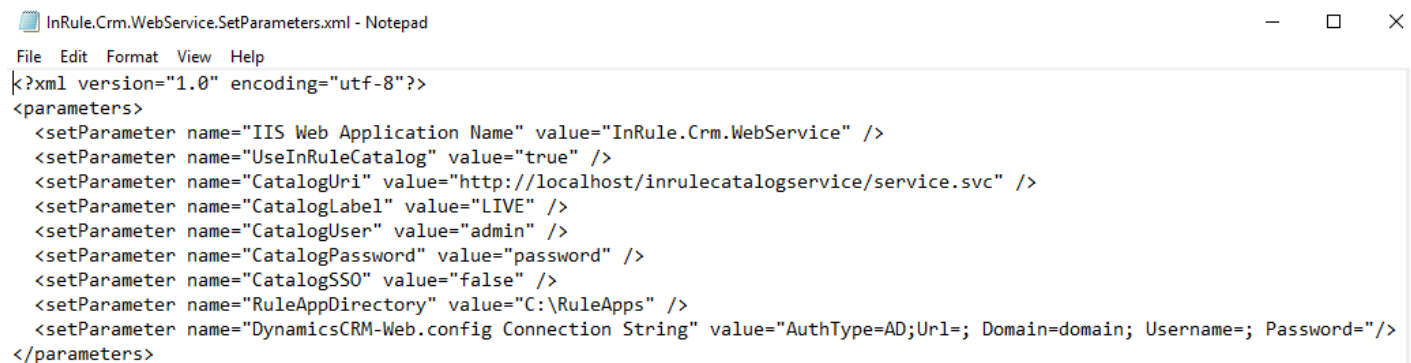 InRule.Crm.WebService.SetParameters.xml - Notepad
File Edit Format View Help
<?xml version="1.0" encoding="utf-8"?>
<parameters>
  <setParameter name="IIS Web Application Name" value="InRule.Crm.WebService" />
  <setParameter name="UseInRuleCatalog" value="true" />
  <setParameter name="CatalogUri" value="http://localhost/inrulecatalogservice/service.svc" />
  <setParameter name="CatalogLabel" value="LIVE" />
  <setParameter name="CatalogUser" value="admin" />
  <setParameter name="CatalogPassword" value="password" />
  <setParameter name="CatalogSSO" value="false" />
  <setParameter name="RuleAppDirectory" value="C:\RuleApps" />
  <setParameter name="DynamicsCRM-Web.config Connection String" value="AuthType=AD;Url=; Domain=domain; Username=; Password="/>
</parameters>